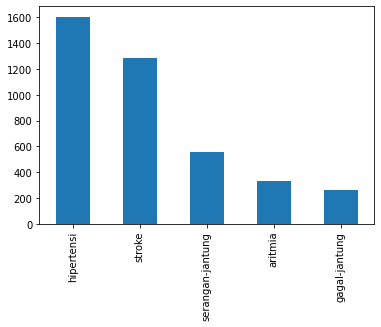 1600
1400
1200
1000
800
600
400
200
0
hipertensi
stroke
serangan-jantung
aritmia
gagal-jantung